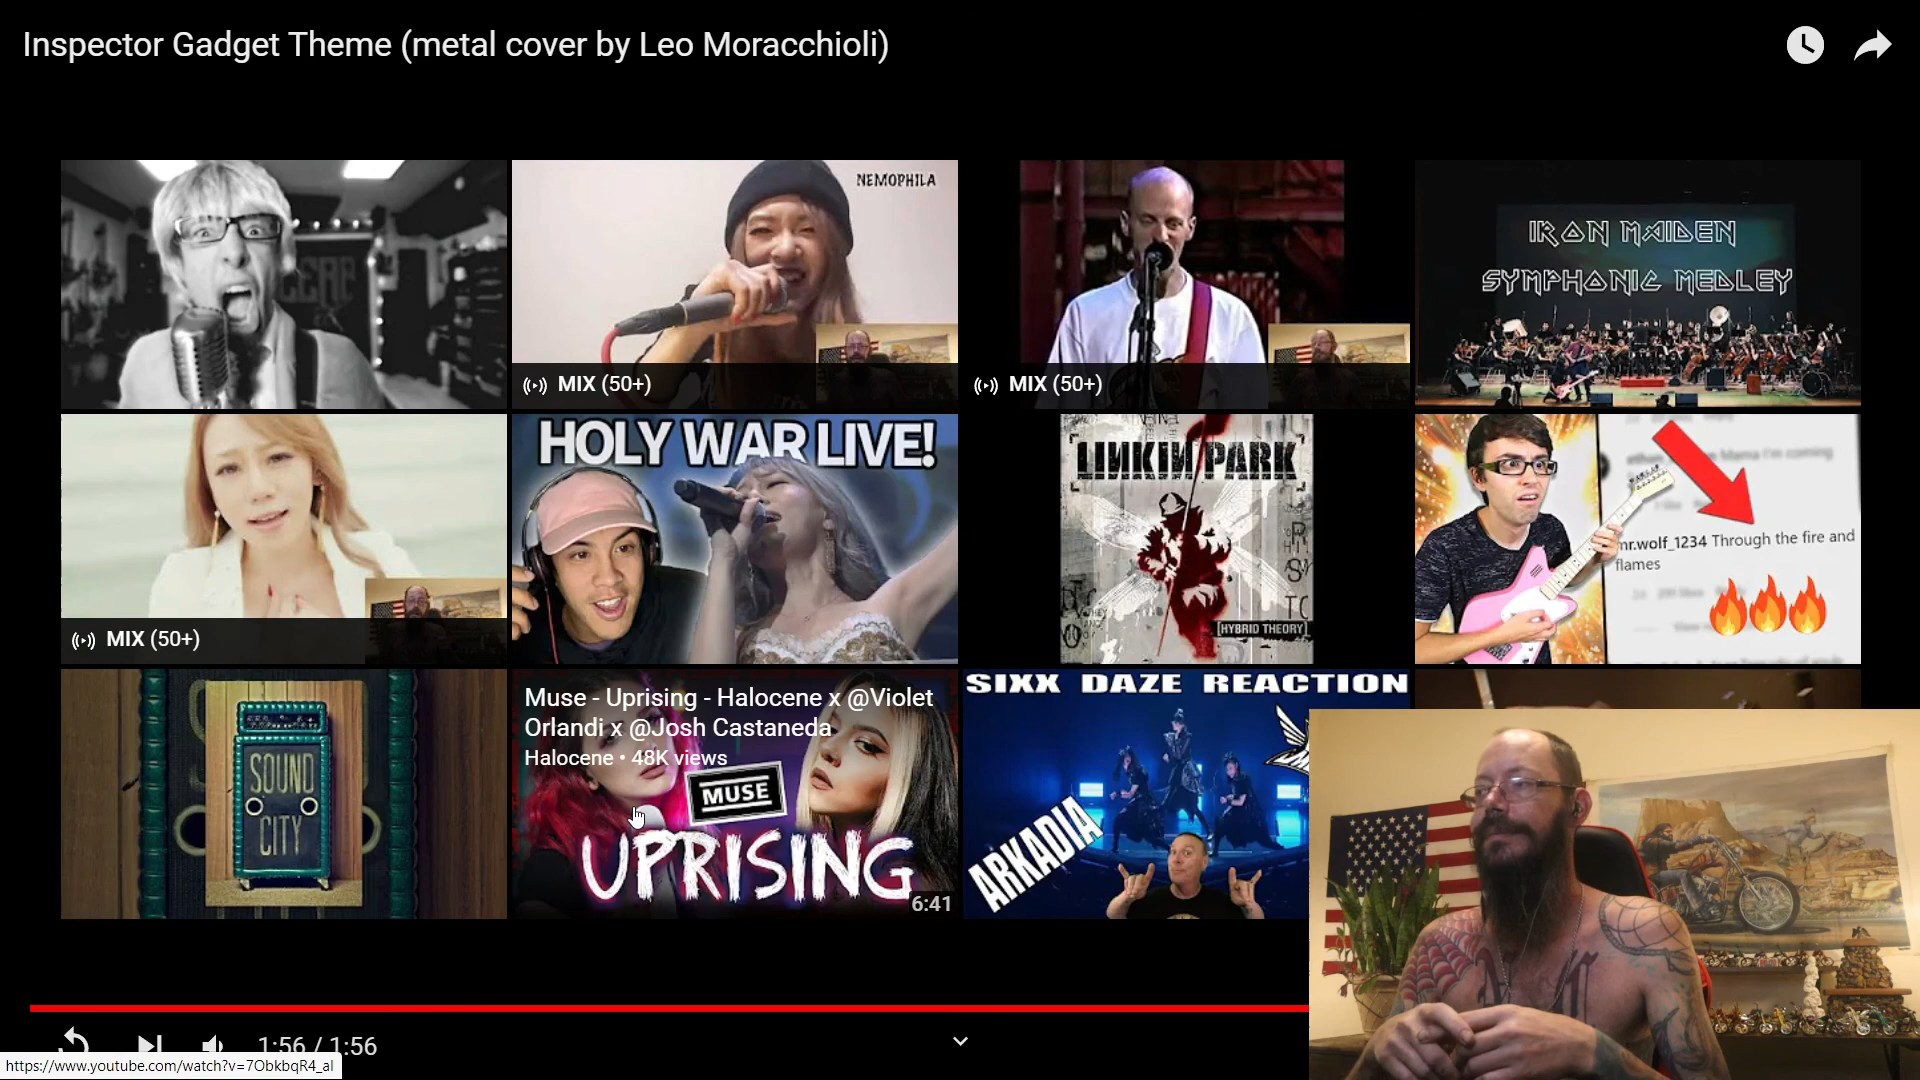 Inspector Gadget Theme (metal cover by Leo Moracchioli)
NEMOPHILA
MIX (50+)
MIX (50+)
IRON MAIDEN
SYMPHONIC MEDLEY
MIX (50+)
HOLY WAR LIVE!
LINKIN PARK
[HYBRID THEORY]
mr.wolf_1234 Through the fire and
flames
SOUND
CITY
Muse - Uprising - Halocene x @Violet
Orlandi x @Josh Castaneda
Halocene • 48K views
MUSE
UPRISING
6:41
SIXX DAZE REACTION
ARKADIA
1:56 / 1:56
https://www.youtube.com/watch?v=7ObkbqR4_aI